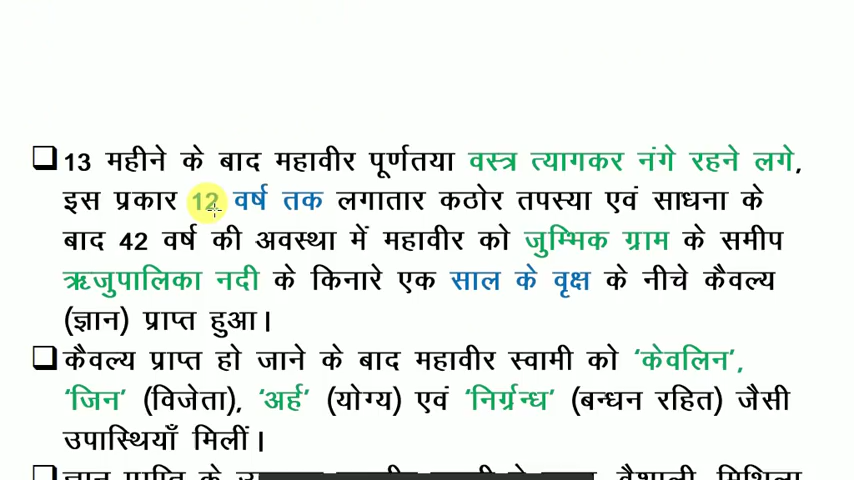 ❑ 13 महीने के बाद महावीर पूर्णतया वस्त्र त्यागकर नंगे रहने लगे,
इस प्रकार 12 वर्ष तक लगातार कठोर तपस्या एवं साधना के
बाद 42 वर्ष की अवस्था में महावीर को जुम्भिक ग्राम के समीप
ऋजुपालिका नदी के किनारे एक साल के वृक्ष के नीचे कैवल्य
(ज्ञान) प्राप्त हुआ।
❑ कैवल्य प्राप्त हो जाने के बाद महावीर स्वामी को ‘केवलिन’,
‘जिन’ (विजेता), ‘अर्ह’ (योग्य) एवं ‘निर्ग्रन्ध’ (बन्धन रहित) जैसी
उपास्थियाँ मिलीं।
❑ ज्ञान प्राप्ति के वैशाली, मिथिला